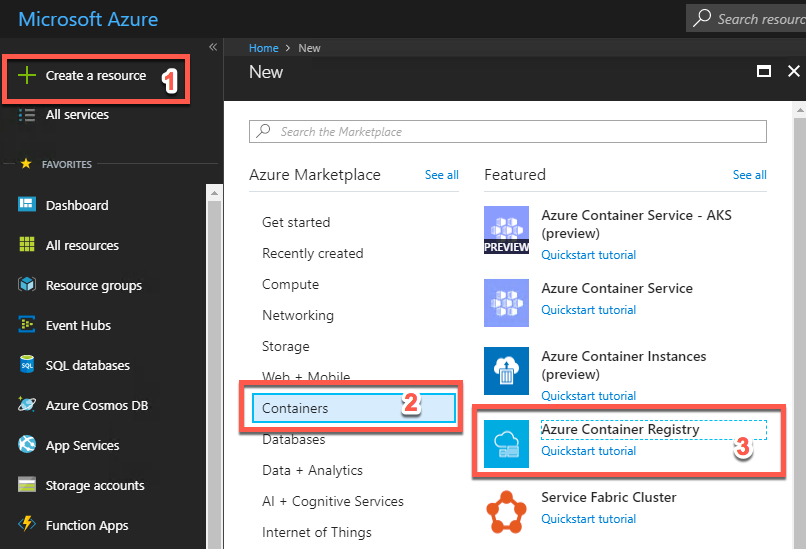 Microsoft Azure
Search resourc
Create a resource
1
All services
FAVORITES
Dashboard
All resources
Resource groups
Event Hubs
SQL databases
Azure Cosmos DB
App Services
Storage accounts
Function Apps
Home > New
New
Search the Marketplace
Azure Marketplace
See all
Get started
Recently created
Compute
Networking
Storage
Web + Mobile
Containers
2
Databases
Data + Analytics
AI + Cognitive Services
Internet of Things
Featured
See all
PREVIEW
Azure Container Service - AKS
(preview)
Quickstart tutorial
Azure Container Service
Quickstart tutorial
Azure Container Instances
(preview)
Quickstart tutorial
Azure Container Registry
Quickstart tutorial
3
Service Fabric Cluster
Quickstart tutorial